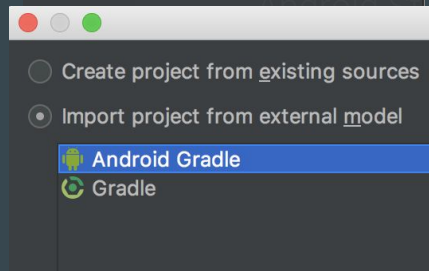 Create project from existing sources
Import project from external model
Android Gradle
Gradle